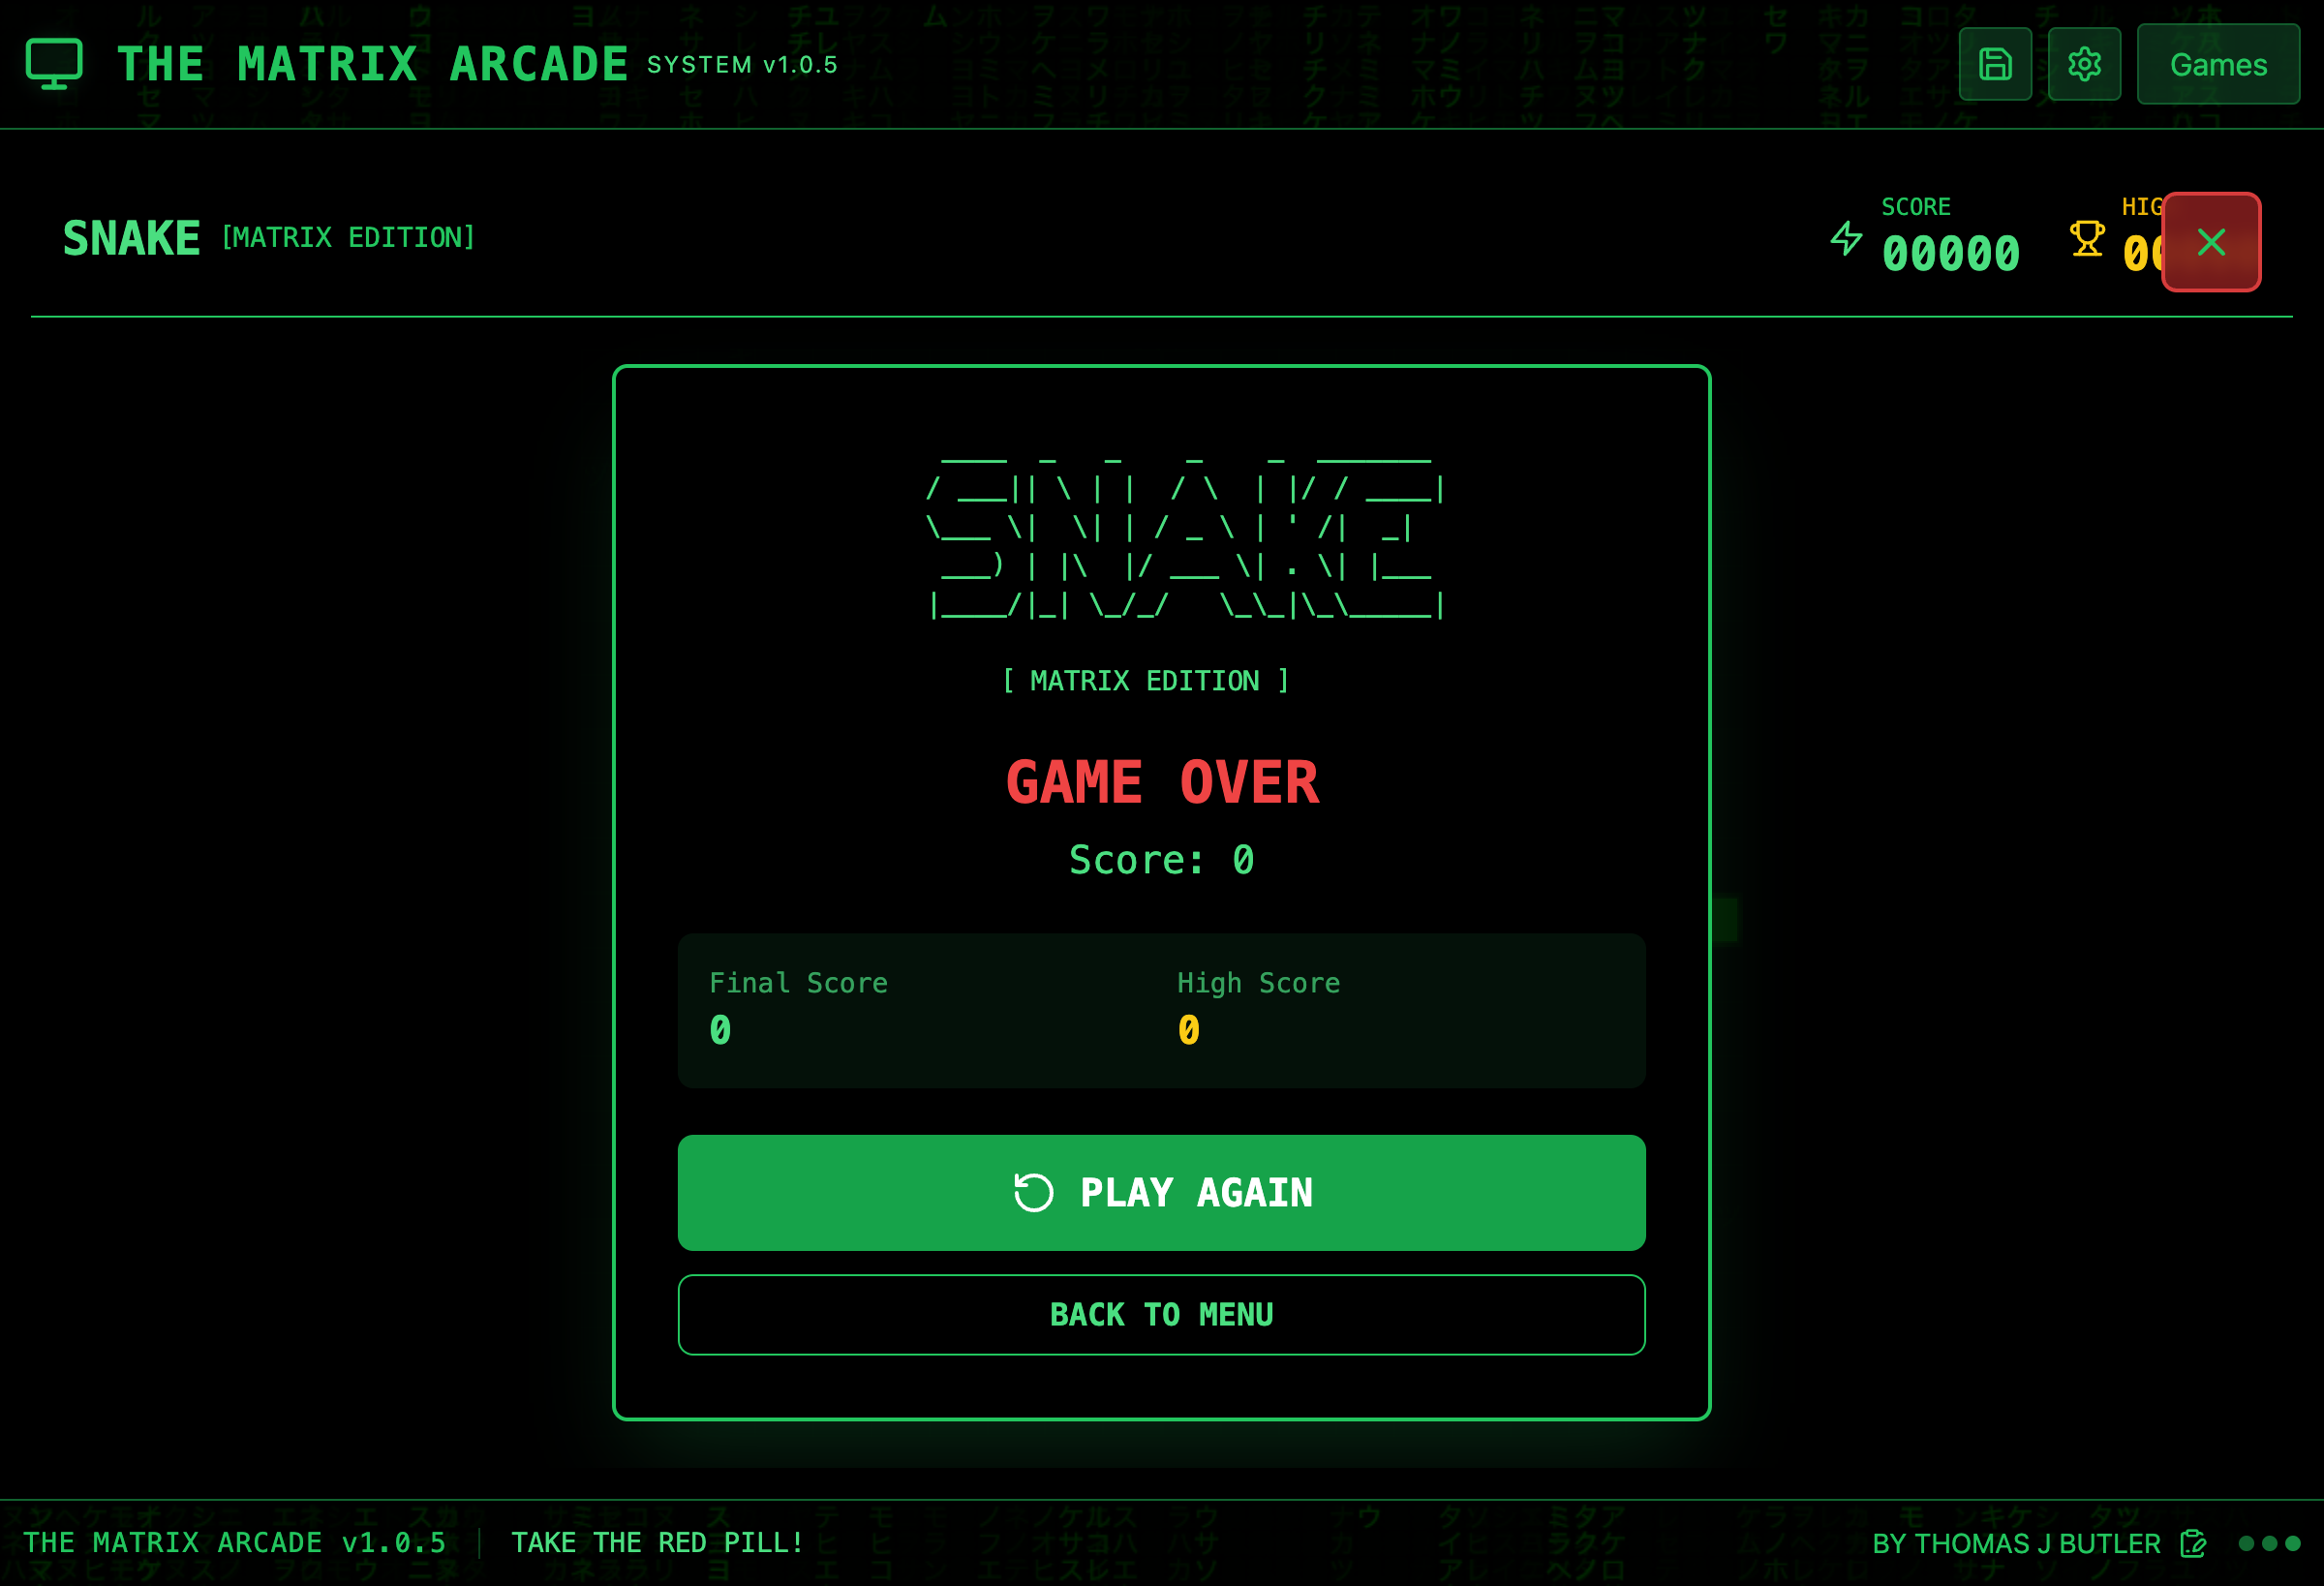 THE MATRIX ARCADE SYSTEM v1.0.5
Games
SNAKE [MATRIX EDITION]
SCORE
00000
HIG
SNAKE
[ MATRIX EDITION ]
GAME OVER
Score: 0
Final Score
0
High Score
0
PLAY AGAIN
BACK TO MENU
THE MATRIX ARCADE v1.0.5 | TAKE THE RED PILL!
BY THOMAS J BUTLER